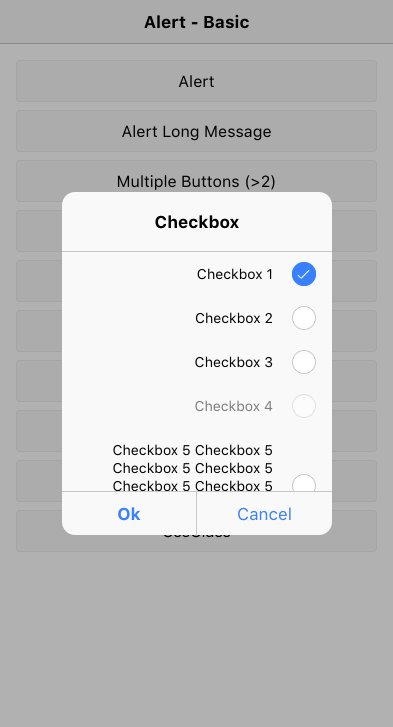 Alert - Basic
Alert
Alert Long Message
Multiple Buttons (>2)
Checkbox
Checkbox 1
Checkbox 2
Checkbox 3
Checkbox 4
Checkbox 5 Checkbox 5
Checkbox 5 Checkbox 5
Checkbox 5 Checkbox 5
Ok
Cancel